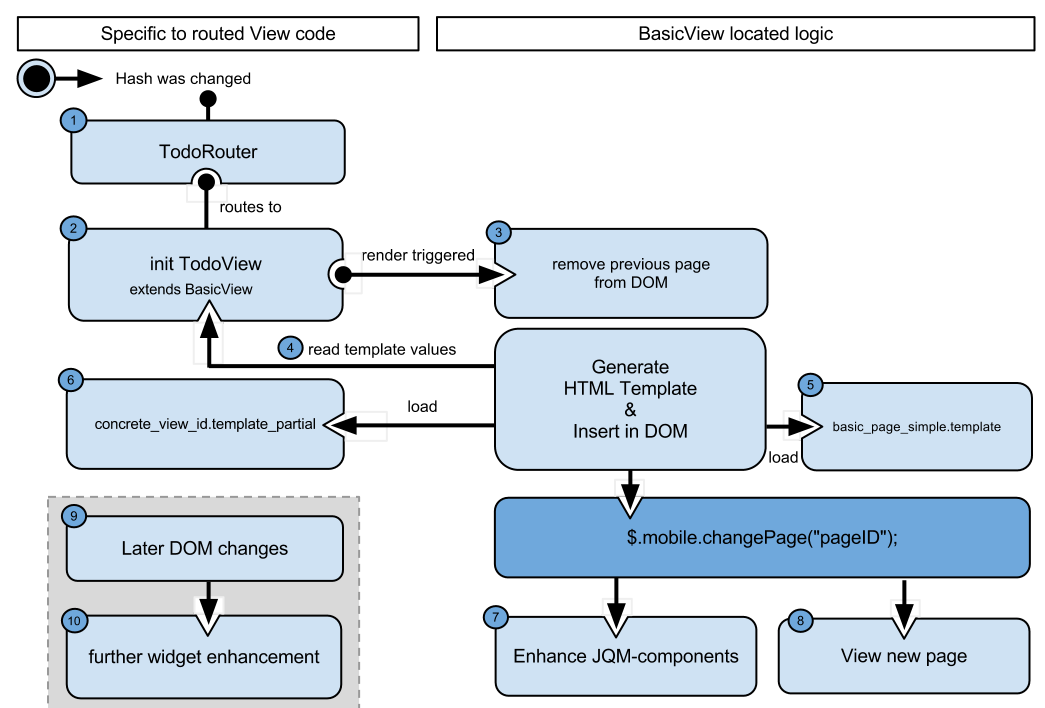 Specific to routed View code
BasicView located logic
Hash was changed
1
TodoRouter
routes to
2
init TodoView
extends BasicView
render triggered
3
remove previous page
from DOM
4
read template values
Generate
HTML Template
&
Insert in DOM
5
basic_page_simple.template
load
6
concrete_view_id.template_partial
load
$.mobile.changePage("pageID");
7
Enhance JQM-components
8
View new page
9
Later DOM changes
10
further widget enhancement